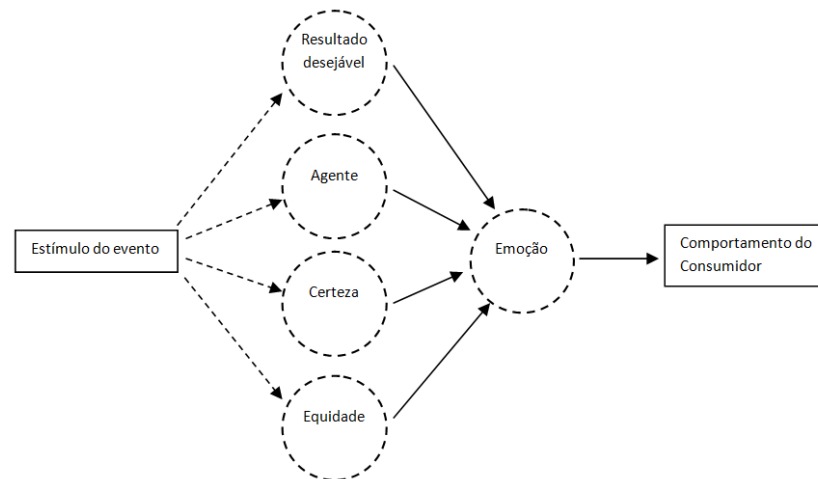 Resultado
desejável
Agente
Estímulo do evento
Emoção
Comportamento do
Consumidor
Certeza
Equidade